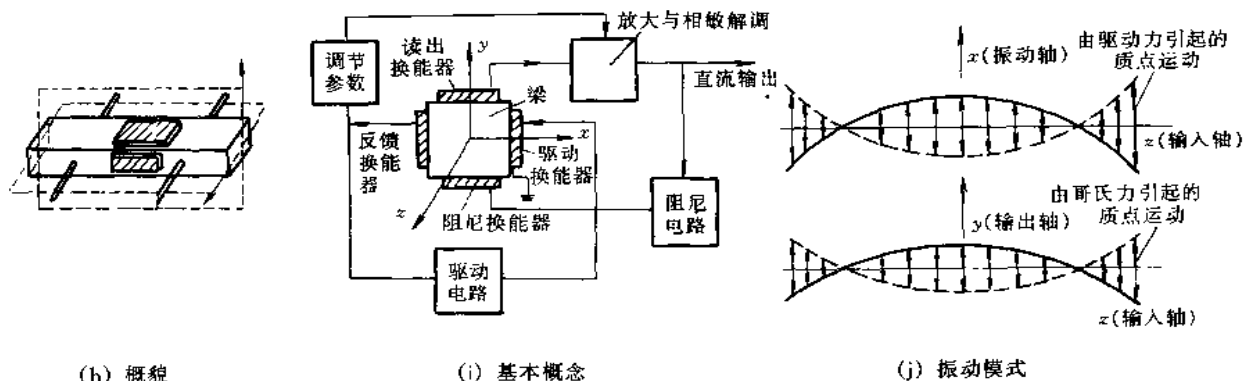 放大与相敏解调
调节
参数
读出
换能器
y
梁
直流输出
反馈
换能
器
x
驱动
换能器
z
阻尼换能器
阻尼
电路
驱动
电路
x(振动轴)
由驱动力引起的
质点运动
z(输入轴)
由哥氏力引起的
质点运动
y(输出轴)
z(输入轴)
(h) 概貌
(i) 基本概念
(j) 振动模式